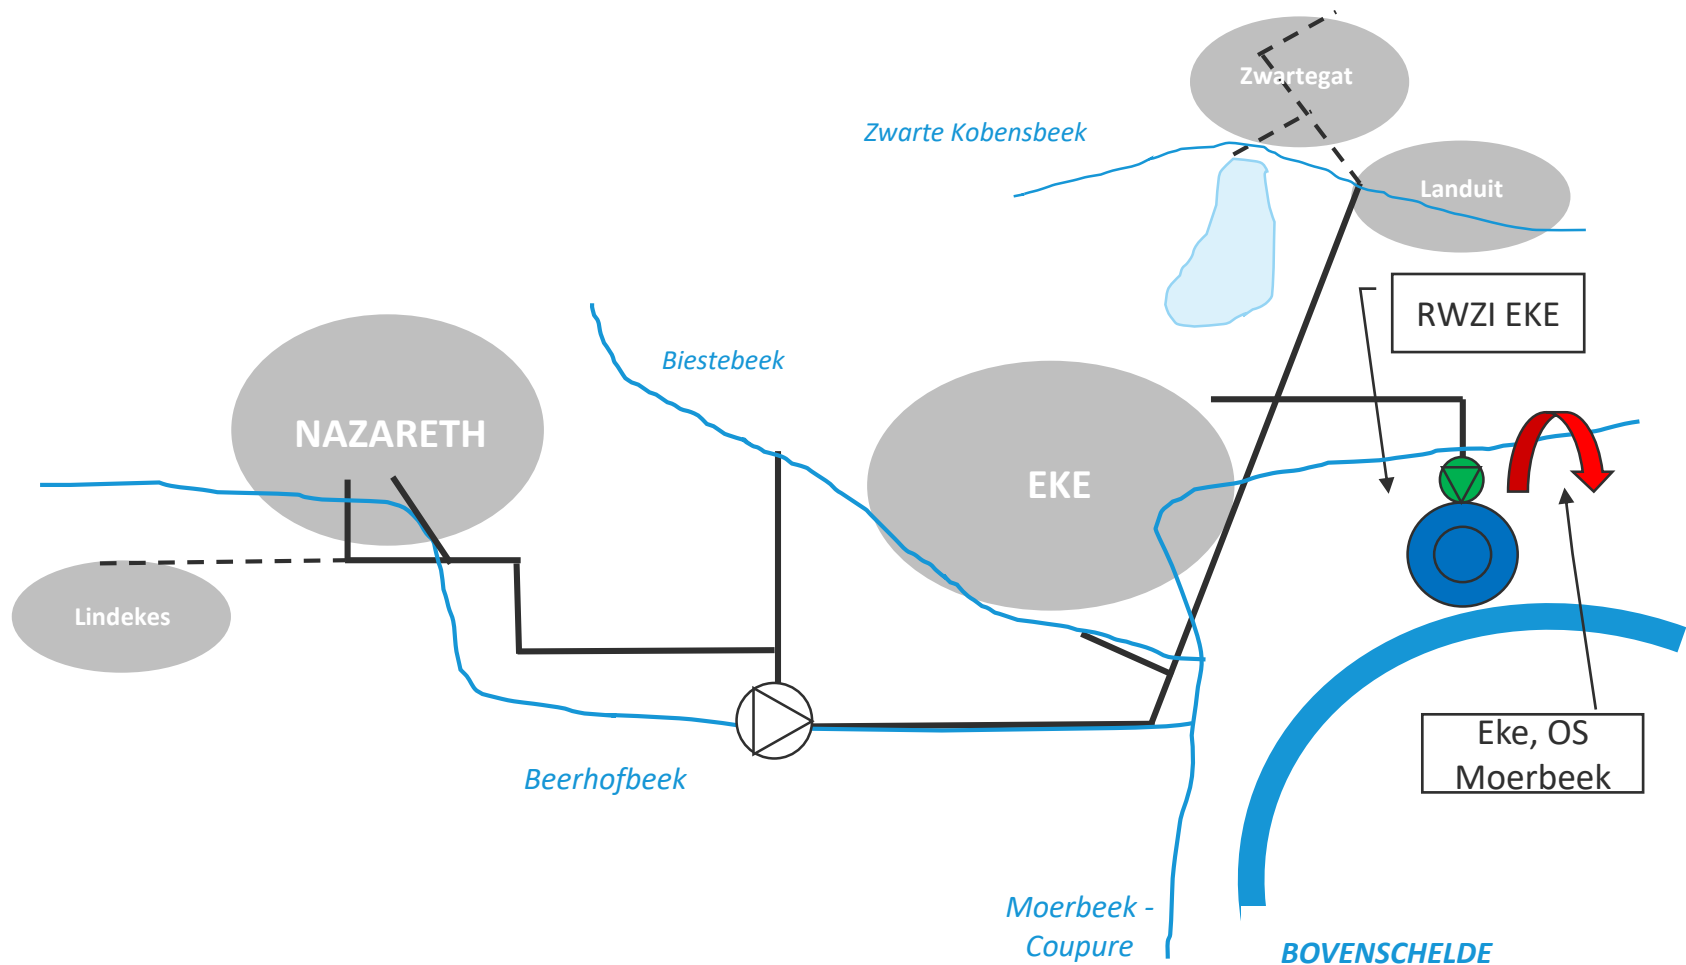 Zwartegat
Zwarte Kobensbeek
Landuit
RWZI EKE
Biestebeek
NAZARETH
EKE
Lindekes
Eke, OS
Moerbeek
Beerhofbeek
Moerbeek -
Coupure
BOVENSCHELDE